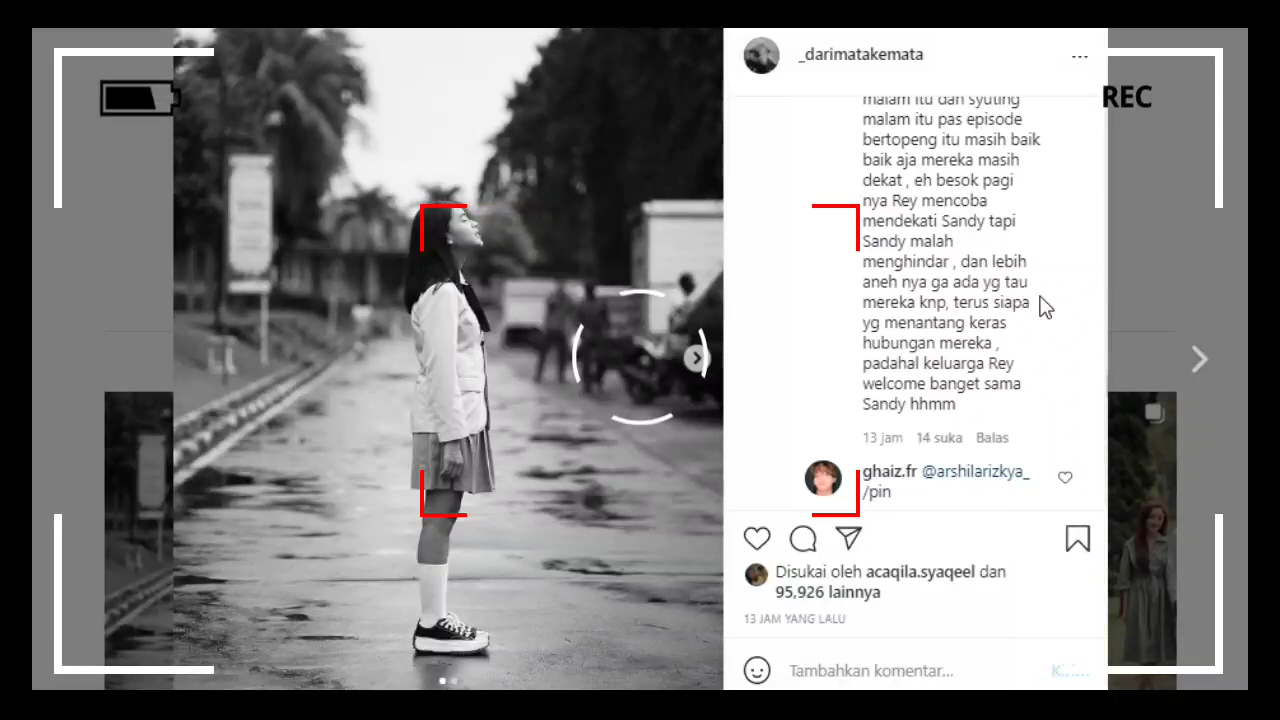 _darimatakemata
REC
malam itu dan syuting
malam itu pas episode
bertopeng itu masih baik
baik aja mereka masih
dekat , eh besok pagi
nya Rey mencoba
mendekati Sandy tapi
Sandy malah
menghindar , dan lebih
aneh nya ga ada yg tau
mereka knp, terus siapa
yg menantang keras
hubungan mereka ,
padahal keluarga Rey
welcome banget sama
Sandy hhmm
13 jam 14 suka Balas
ghaiz.fr @arshilarizkya_
/pin
Disukai oleh acaqila.syaqeel dan
95,926 lainnya
13 JAM YANG LALU
Tambahkan komentar...